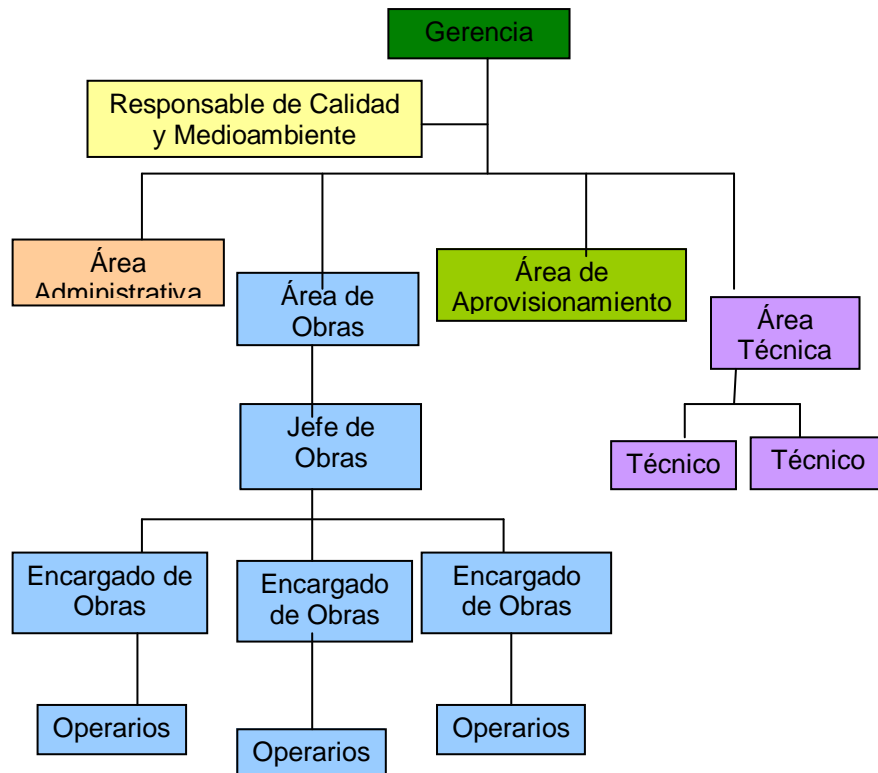 Gerencia
Responsable de Calidad
y Medioambiente
Área
Administrativa
Área de
Obras
Área de
Aprovisionamiento
Área
Técnica
Jefe de
Obras
Técnico
Técnico
Encargado de
Obras
Encargado
de Obras
Encargado
de Obras
Operarios
Operarios
Operarios